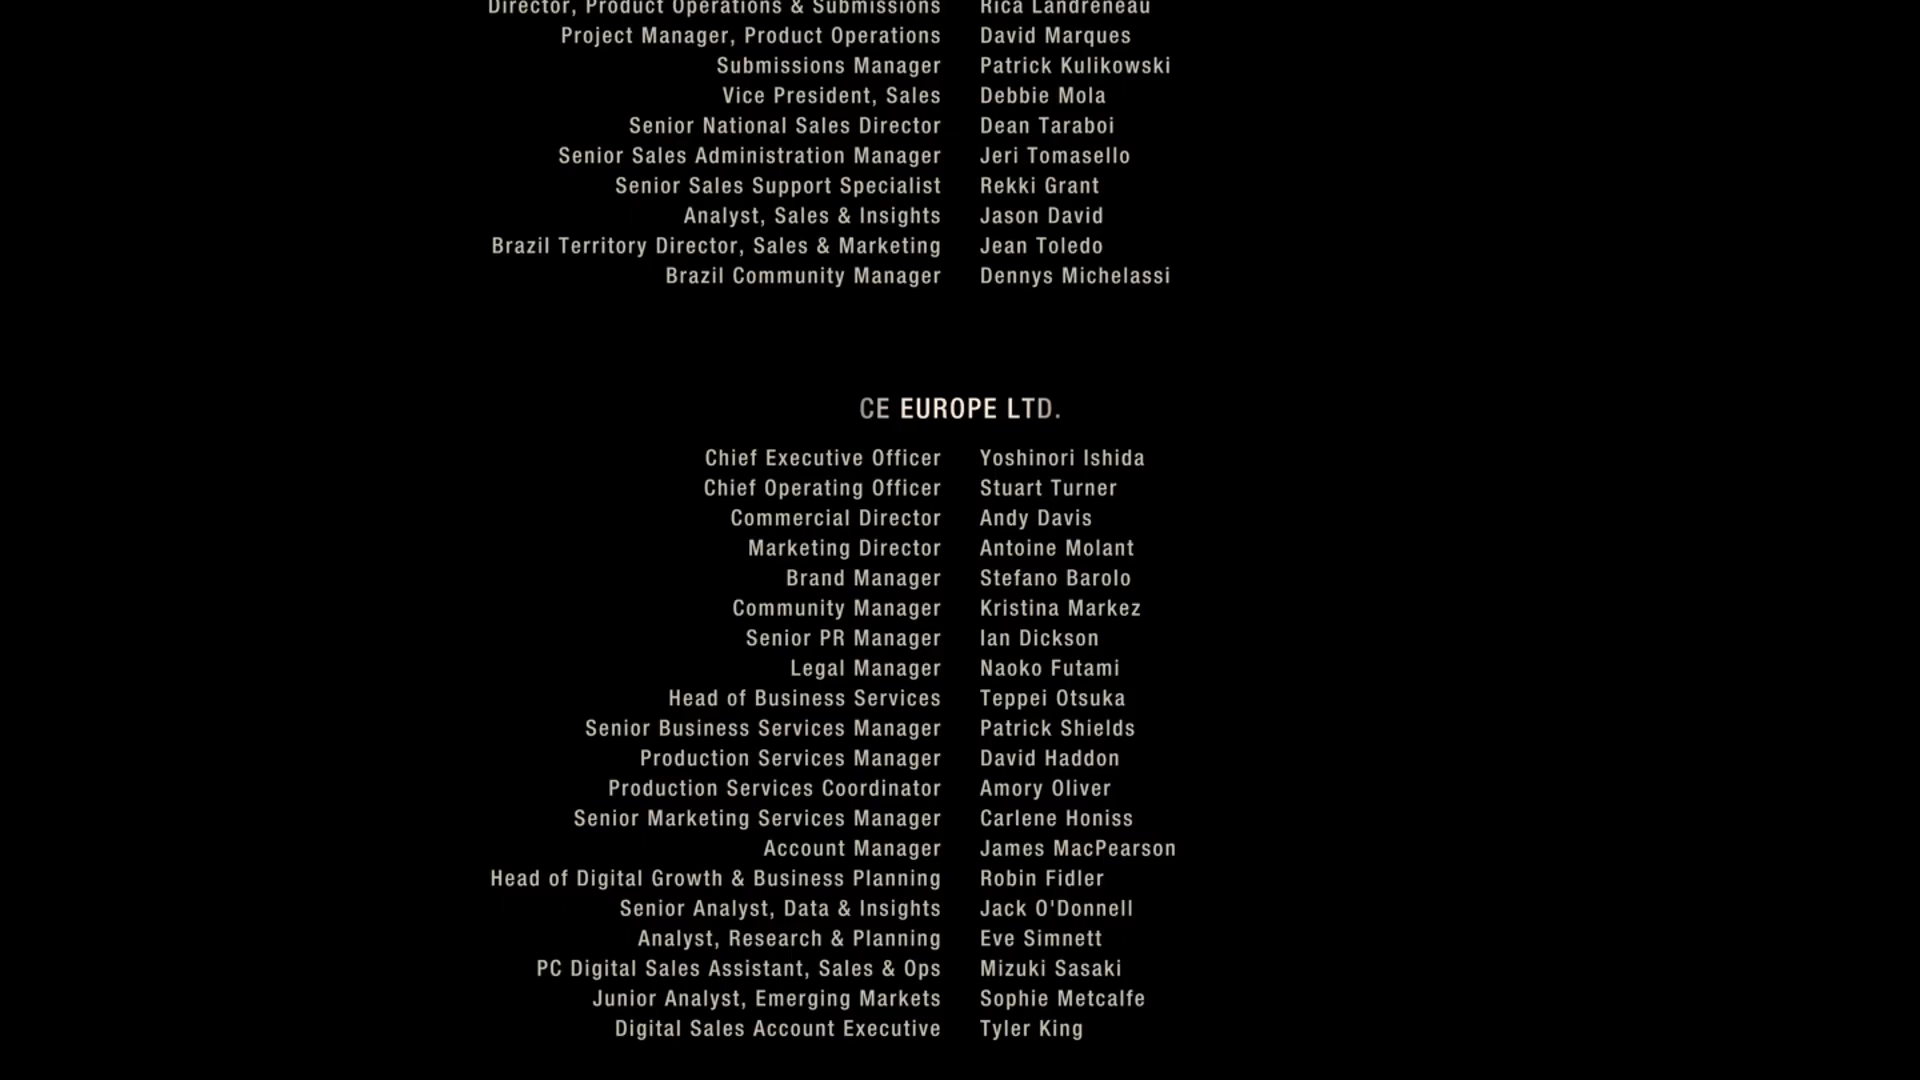 Director, Product Operations & Submissions Rica Landreneau
Project Manager, Product Operations David Marques
Submissions Manager Patrick Kulikowski
Vice President, Sales Debbie Mola
Senior National Sales Director Dean Taraboi
Senior Sales Administration Manager Jeri Tomasello
Senior Sales Support Specialist Rekki Grant
Analyst, Sales & Insights Jason David
Brazil Territory Director, Sales & Marketing Jean Toledo
Brazil Community Manager Dennys Michelassi
CE EUROPE LTD.
Chief Executive Officer Yoshinori Ishida
Chief Operating Officer Stuart Turner
Commercial Director Andy Davis
Marketing Director Antoine Molant
Brand Manager Stefano Barolo
Community Manager Kristina Markez
Senior PR Manager Ian Dickson
Legal Manager Naoko Futami
Head of Business Services Teppei Otsuka
Senior Business Services Manager Patrick Shields
Production Services Manager David Haddon
Production Services Coordinator Amory Oliver
Senior Marketing Services Manager Carlene Honiss
Account Manager James MacPearson
Head of Digital Growth & Business Planning Robin Fidler
Senior Analyst, Data & Insights Jack O'Donnell
Analyst, Research & Planning Eve Simnett
PC Digital Sales Assistant, Sales & Ops Mizuki Sasaki
Junior Analyst, Emerging Markets Sophie Metcalfe
Digital Sales Account Executive Tyler King